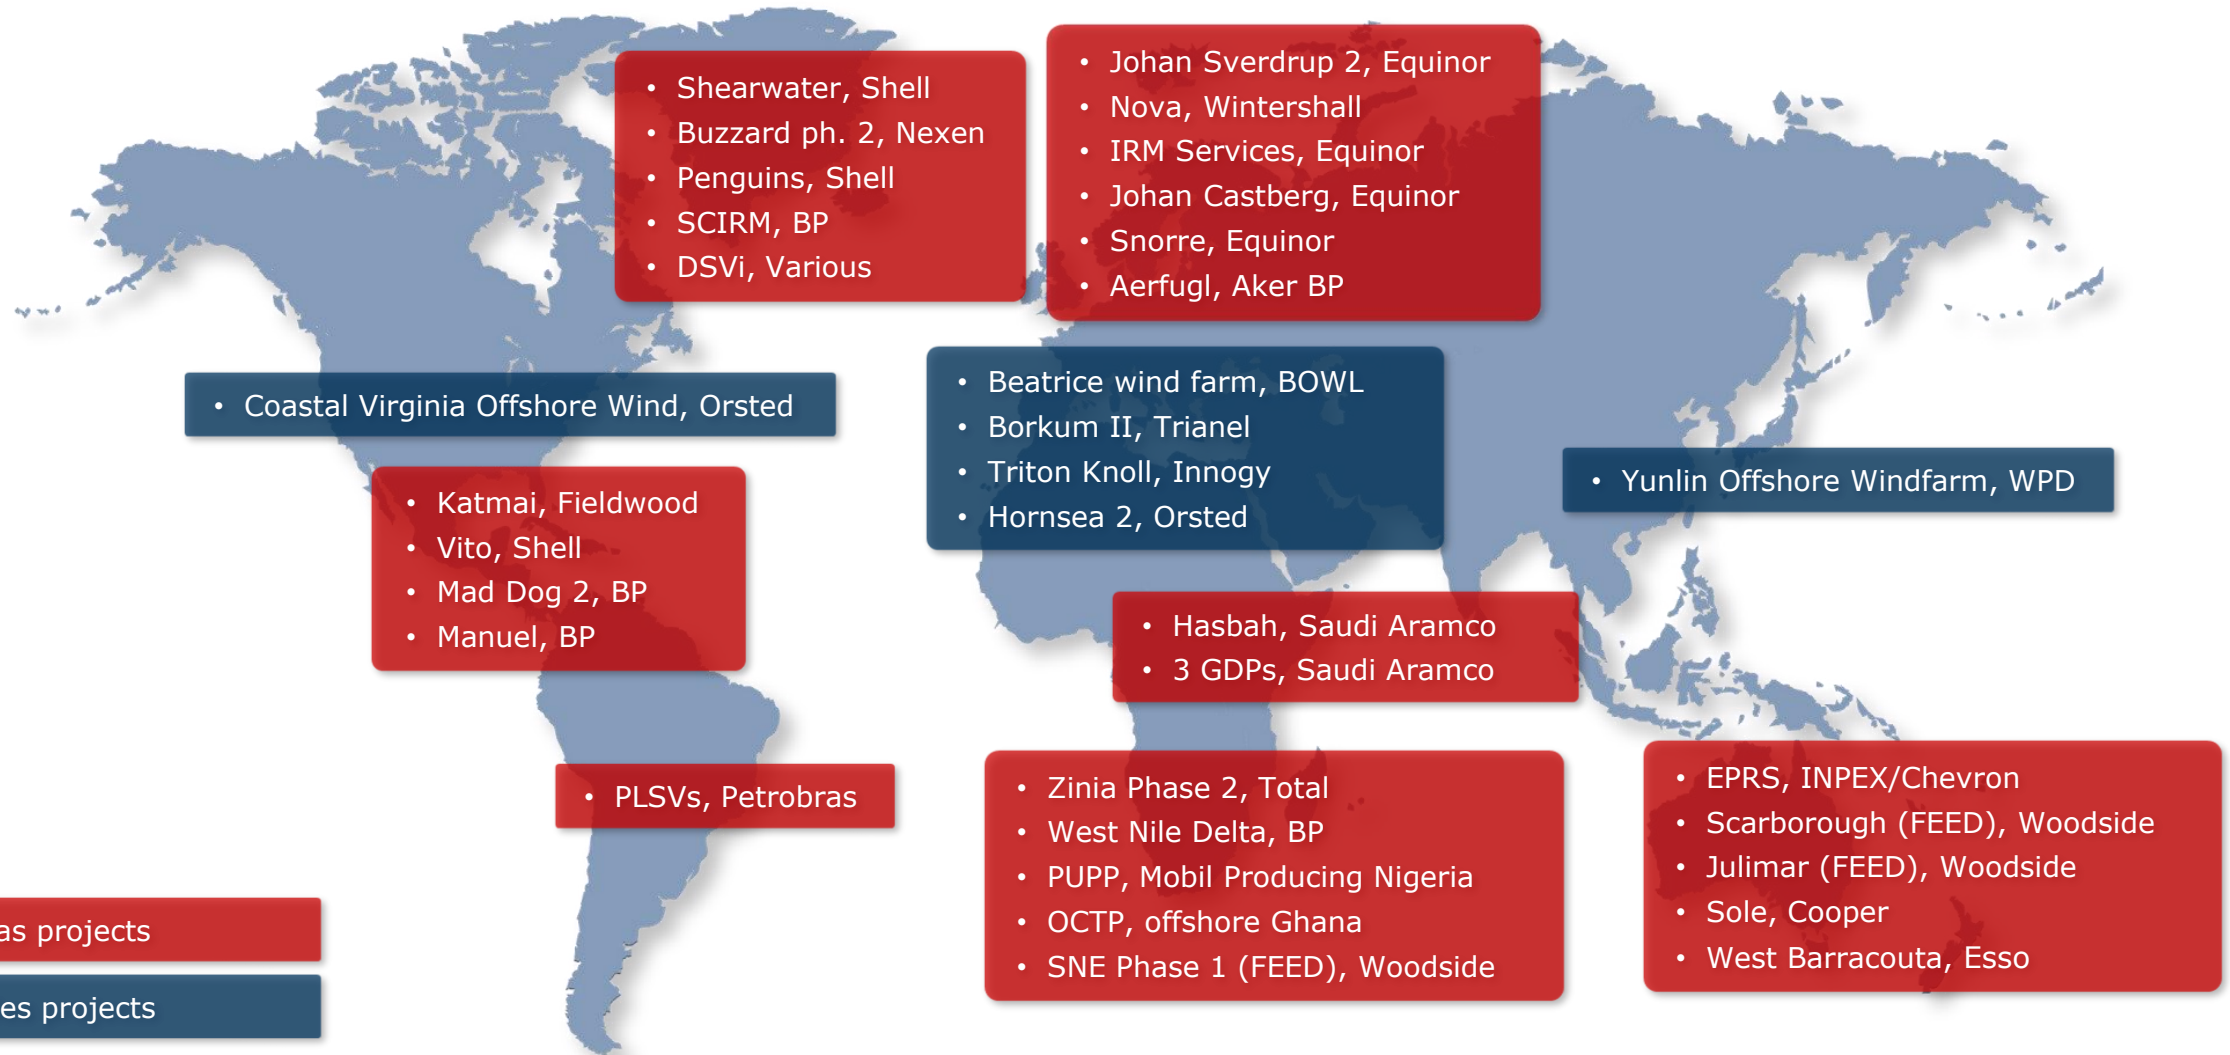 • Shearwater, Shell
• Buzzard ph. 2, Nexen
• Penguins, Shell
• SCIRM, BP
• DSVi, Various
• Johan Sverdrup 2, Equinor
• Nova, Wintershall
• IRM Services, Equinor
• Johan Castberg, Equinor
• Snorre, Equinor
• Aerfugl, Aker BP
• Coastal Virginia Offshore Wind, Orsted
• Beatrice wind farm, BOWL
• Borkum II, Trianel
• Triton Knoll, Innogy
• Hornsea 2, Orsted
• Yunlin Offshore Windfarm, WPD
• Katmai, Fieldwood
• Vito, Shell
• Mad Dog 2, BP
• Manuel, BP
• Hasbah, Saudi Aramco
• 3 GDPs, Saudi Aramco
• PLSVs, Petrobras
• Zinia Phase 2, Total
• West Nile Delta, BP
• PUPP, Mobil Producing Nigeria
• OCTP, offshore Ghana
• SNE Phase 1 (FEED), Woodside
• EPRS, INPEX/Chevron
• Scarborough (FEED), Woodside
• Julimar (FEED), Woodside
• Sole, Cooper
• West Barracouta, Esso
as projects
es projects